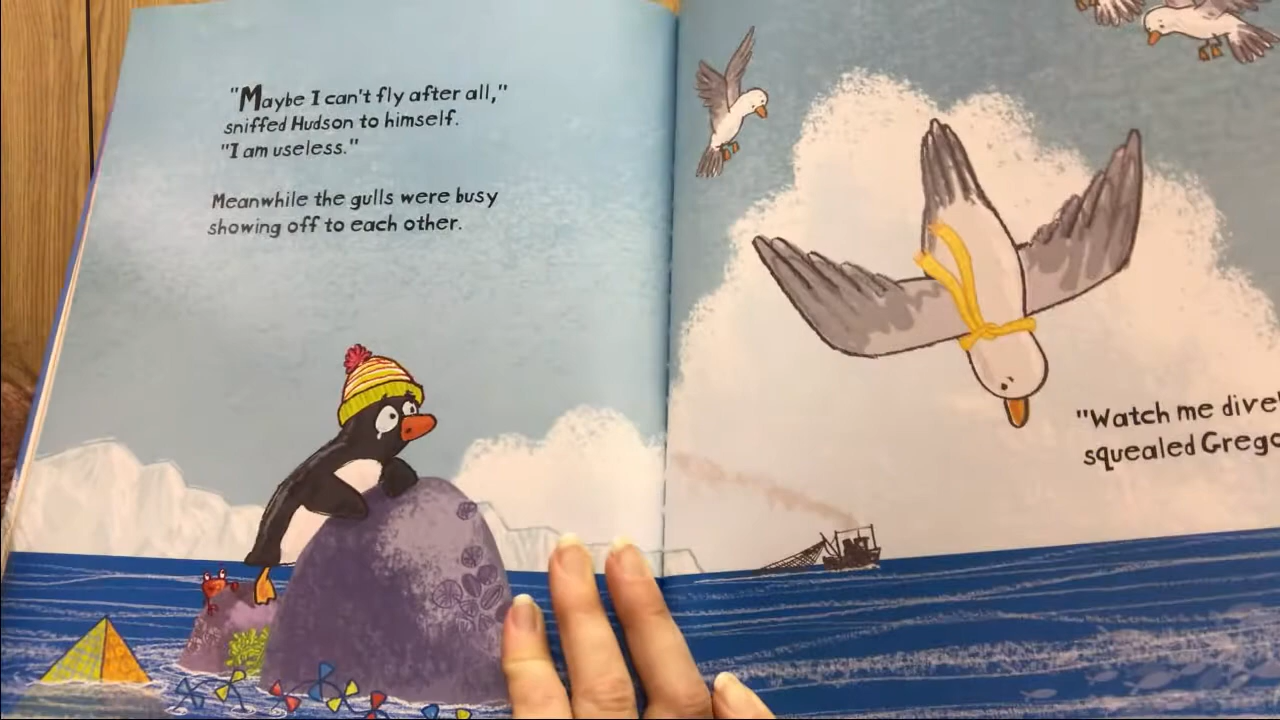 "Maybe I can't fly after all,"
sniffed Hudson to himself.
"I am useless."
Meanwhile the gulls were busy
showing off to each other.
"Watch me dive!
squealed